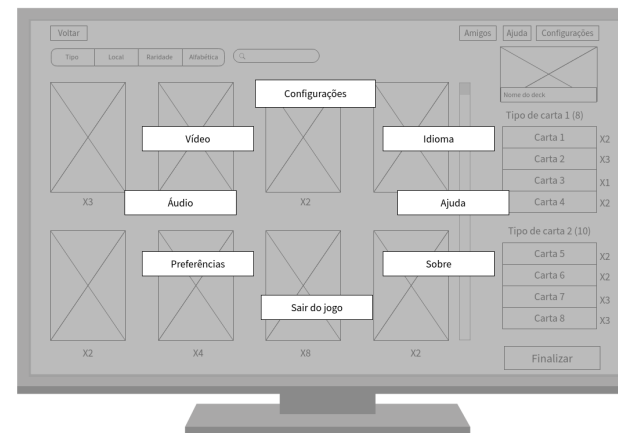 Voltar
Amigos
Ajuda
Configurações
Tipo
Local
Raridade
Alfabética
Configurações
Vídeo
Idioma
Áudio
Ajuda
Preferências
Sobre
Sair do jogo
X3
X2
X2
X4
X8
X2
Nome do deck
Tipo de carta 1 (8)
Carta 1 X2
Carta 2 X3
Carta 3 X1
Carta 4 X2
Tipo de carta 2 (10)
Carta 5 X2
Carta 6 X2
Carta 7 X3
Carta 8 X3
Finalizar